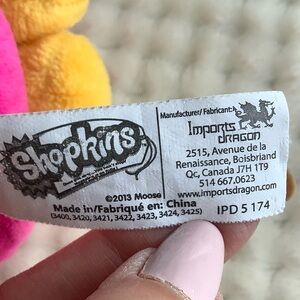 Shopkins
©2013 Moose
Made in/Fabriqué en: China
(3400, 3420, 3421, 3422, 3423, 3424, 3425)
Manufacturer/Fabricant:
Imports
dragon
2515, Avenue de la
Renaissance, Boisbriand
Qc, Canada J7H 1T9
514 667.0623
www.importsdragon.com
IPD 5 174